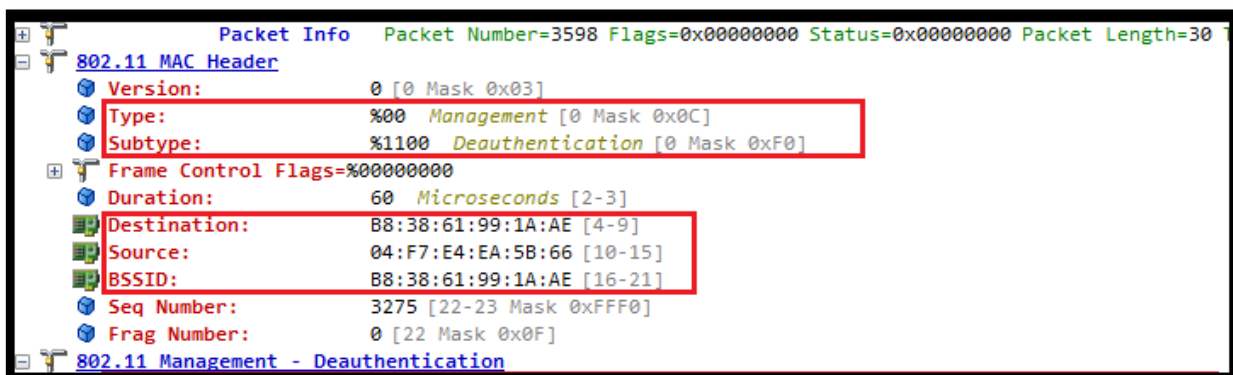 Packet Info Packet Number=3598 Flags=0x00000000 Status=0x00000000 Packet Length=30
802.11 MAC Header
Version: 0 [0 Mask 0x03]
Type: %00 Management [0 Mask 0x0C]
Subtype: %1100 Deauthentication [0 Mask 0xF0]
Frame Control Flags=%00000000
Duration: 60 Microseconds [2-3]
Destination: B8:38:61:99:1A:AE [4-9]
Source: 04:F7:E4:EA:5B:66 [10-15]
BSSID: B8:38:61:99:1A:AE [16-21]
Seq Number: 3275 [22-23 Mask 0xFFF0]
Frag Number: 0 [22 Mask 0x0F]
802.11 Management - Deauthentication